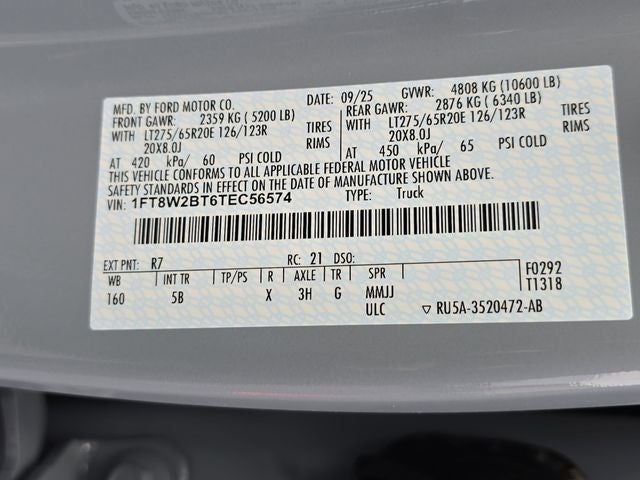 MFD. BY FORD MOTOR CO.
DATE: 09/25 GVWR: 4808 KG (10600 LB)
FRONT GAWR: 2359 KG ( 5200 LB) REAR GAWR: 2876 KG ( 6340 LB)
WITH LT275/65R20E 126/123R TIRES WITH LT275/65R20E 126/123R TIRES
20X8.0J RIMS 20X8.0J RIMS
AT 420 kPa/ 60 PSI COLD AT 450 kPa/ 65 PSI COLD
THIS VEHICLE CONFORMS TO ALL APPLICABLE FEDERAL MOTOR VEHICLE
SAFETY STANDARDS IN EFFECT ON THE DATE OF MANUFACTURE SHOWN ABOVE.
VIN: 1FT8W2BT6TEC56574 TYPE: Truck
EXT PNT: R7 RC: 21 DSO:
WB INT TR TP/PS R AXLE TR SPR F0292
160 5B X 3H G MMJJ T1318
ULC RU5A-3520472-AB